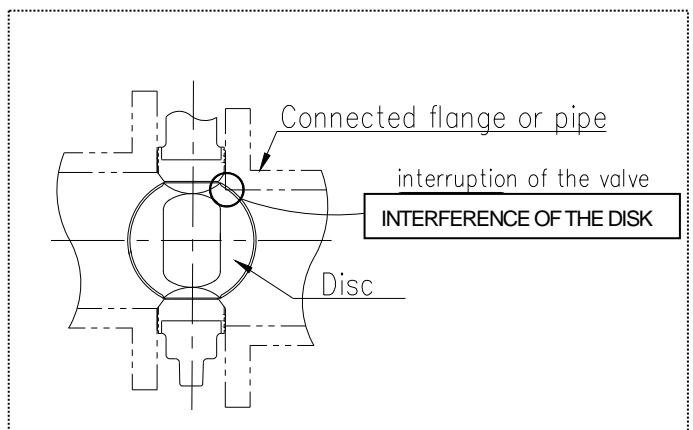 Connected flange or pipe
interruption of the valve
INTERFERENCE OF THE DISK
Disc